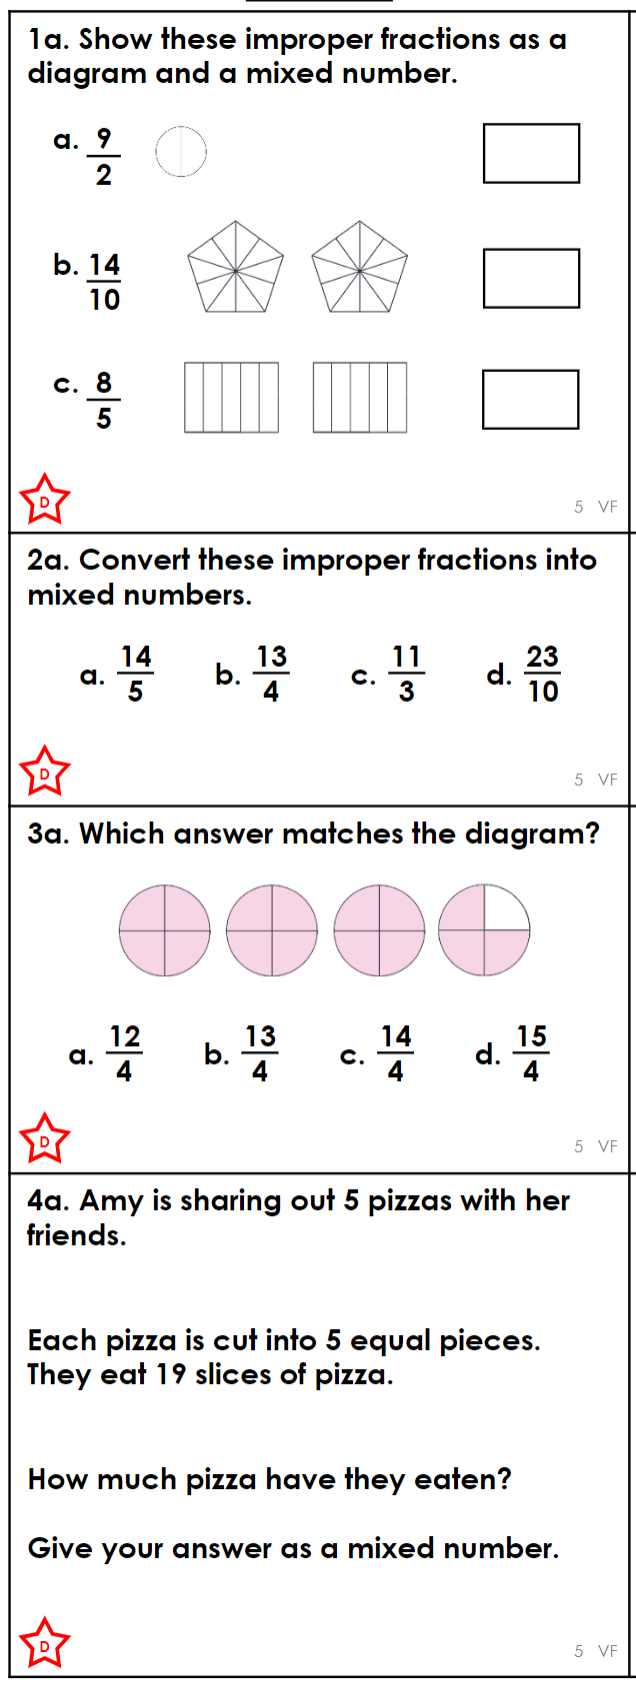 1a. Show these improper fractions as a
diagram and a mixed number.
a. 9/2
b. 14/10
c. 8/5
D
5 VF
2a. Convert these improper fractions into
mixed numbers.
a. 14/5 b. 13/4 c. 11/3 d. 23/10
D
5 VF
3a. Which answer matches the diagram?
a. 12/4 b. 13/4 c. 14/4 d. 15/4
D
5 VF
4a. Amy is sharing out 5 pizzas with her
friends.
Each pizza is cut into 5 equal pieces.
They eat 19 slices of pizza.
How much pizza have they eaten?
Give your answer as a mixed number.
D
5 VF